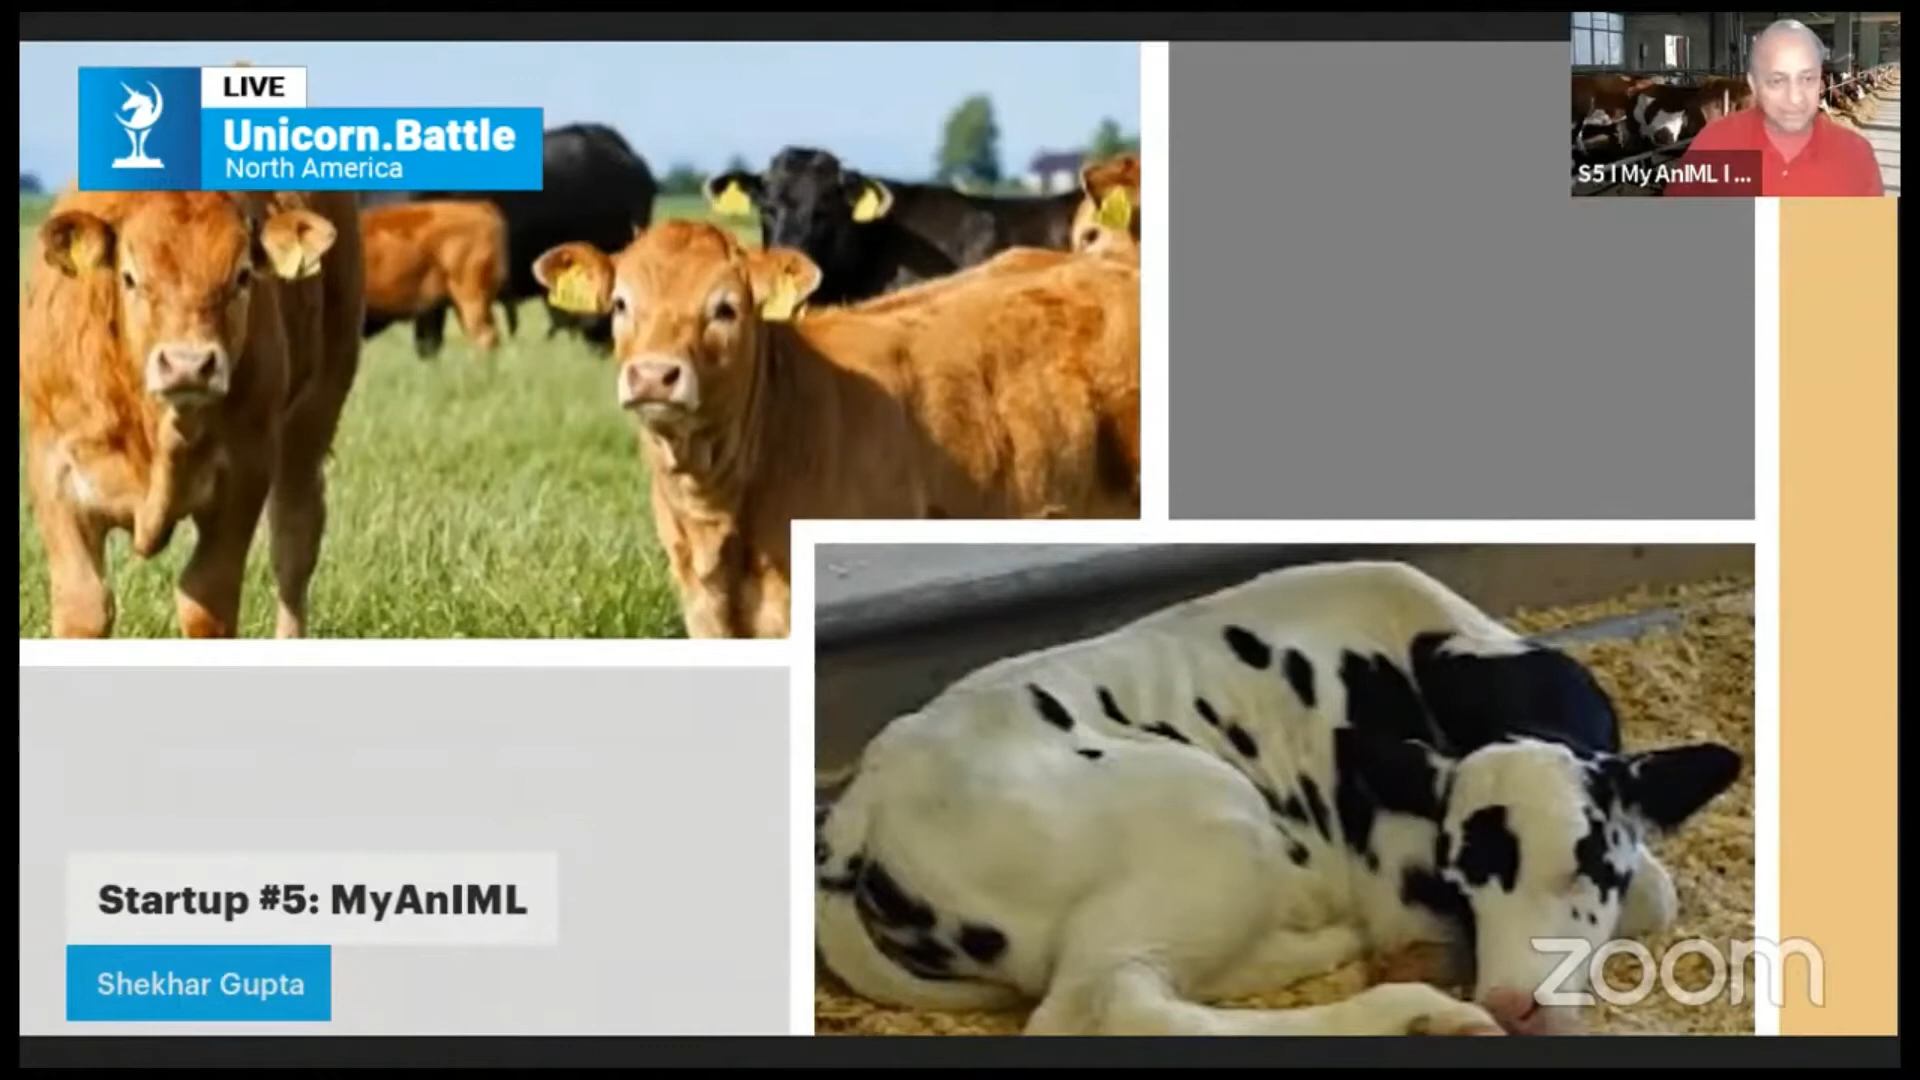 LIVE
Unicorn.Battle
North America
S5 I My AnIML I ...
Startup #5: MyAnIML
Shekhar Gupta
zoom